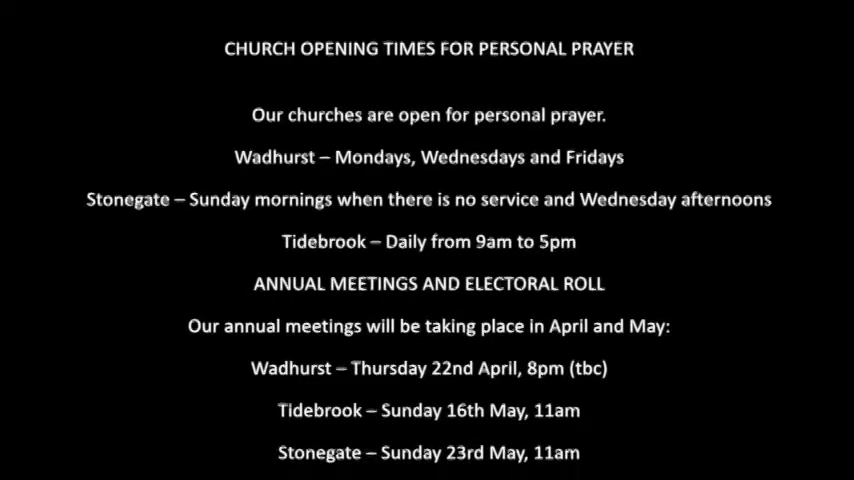 CHURCH OPENING TIMES FOR PERSONAL PRAYER
Our churches are open for personal prayer.
Wadhurst – Mondays, Wednesdays and Fridays
Stonegate – Sunday mornings when there is no service and Wednesday afternoons
Tidebrook – Daily from 9am to 5pm
ANNUAL MEETINGS AND ELECTORAL ROLL
Our annual meetings will be taking place in April and May:
Wadhurst – Thursday 22nd April, 8pm (tbc)
Tidebrook – Sunday 16th May, 11am
Stonegate – Sunday 23rd May, 11am